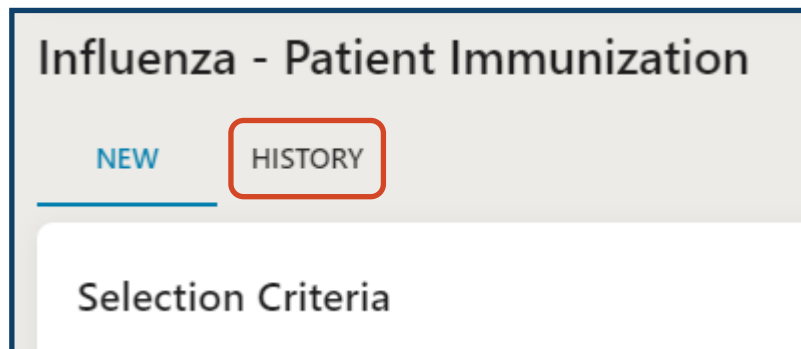 Influenza - Patient Immunization
NEW HISTORY
Selection Criteria